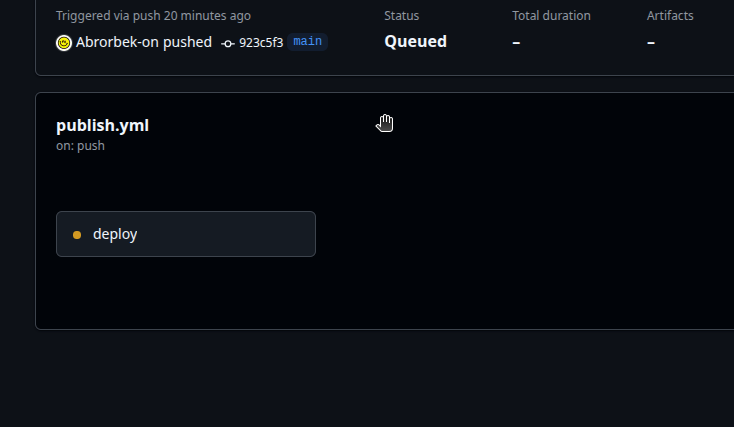 Triggered via push 20 minutes ago
Status
Total duration
Artifacts
Abrorbek-on pushed 923c5f3 main
Queued
–
–
publish.yml
on: push
deploy